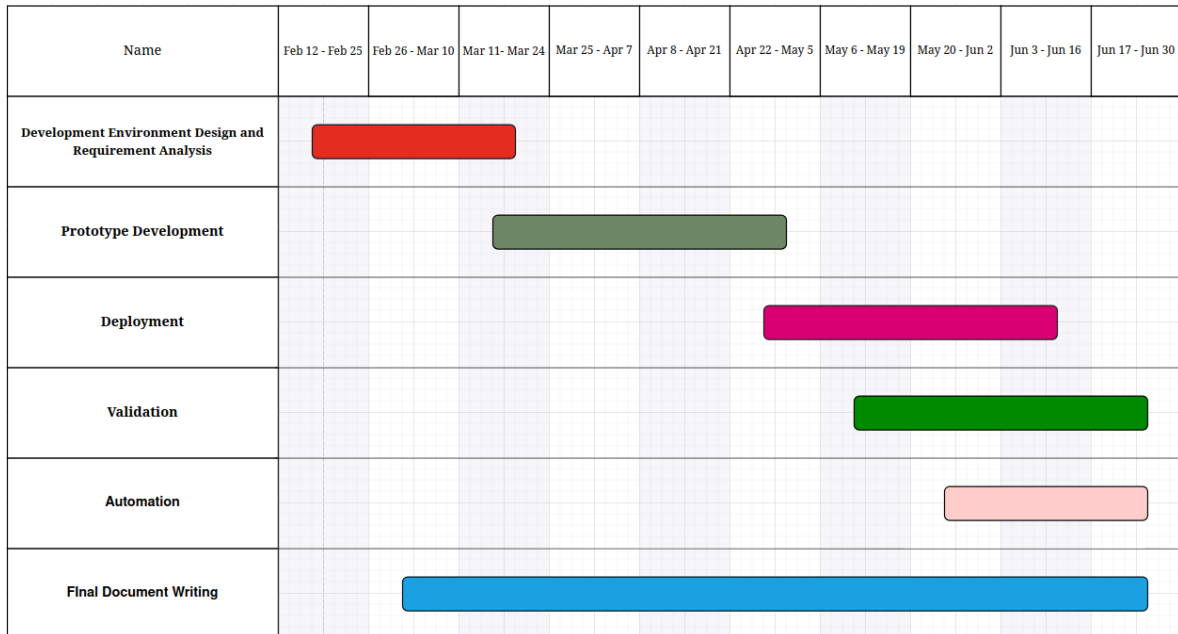 Name
Feb 12 - Feb 25
Feb 26 - Mar 10
Mar 11- Mar 24
Mar 25 - Apr 7
Apr 8 - Apr 21
Apr 22 - May 5
May 6 - May 19
May 20 - Jun 2
Jun 3 - Jun 16
Jun 17 - Jun 30
Development Environment Design and
Requirement Analysis
Prototype Development
Deployment
Validation
Automation
FInal Document Writing